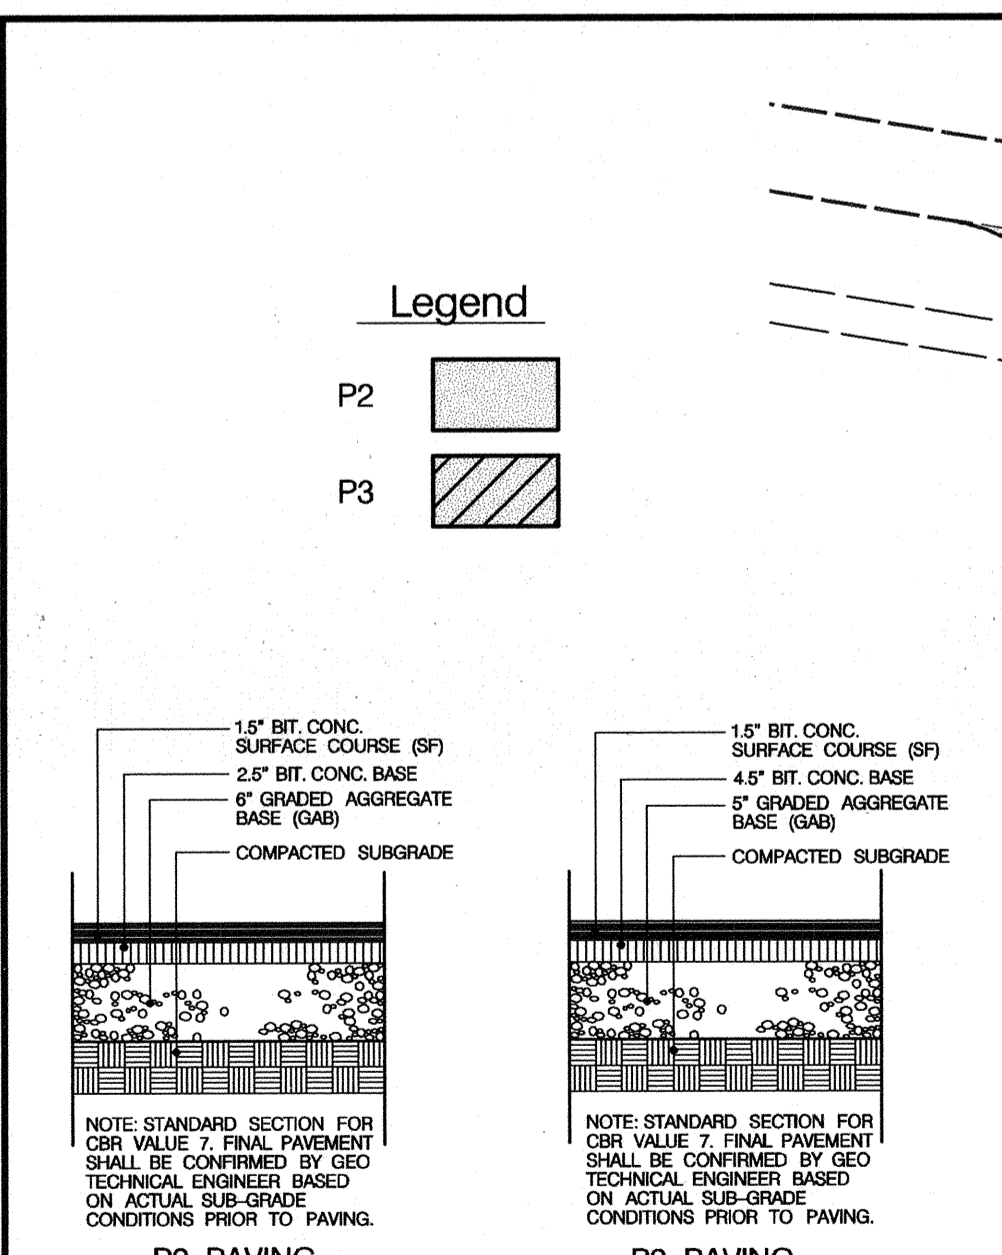 Legend
P2
P3
1.5" BIT. CONC.
SURFACE COURSE (SF)
2.5" BIT. CONC. BASE
6" GRADED AGGREGATE
BASE (GAB)
COMPACTED SUBGRADE
NOTE: STANDARD SECTION FOR
CBR VALUE 7. FINAL PAVEMENT
SHALL BE CONFIRMED BY GEO
TECHNICAL ENGINEER BASED
ON ACTUAL SUB-GRADE
CONDITIONS PRIOR TO PAVING.
1.5" BIT. CONC.
SURFACE COURSE (SF)
4.5" BIT. CONC. BASE
5" GRADED AGGREGATE
BASE (GAB)
COMPACTED SUBGRADE
NOTE: STANDARD SECTION FOR
CBR VALUE 7. FINAL PAVEMENT
SHALL BE CONFIRMED BY GEO
TECHNICAL ENGINEER BASED
ON ACTUAL SUB-GRADE
CONDITIONS PRIOR TO PAVING.
PAVING
PAVING